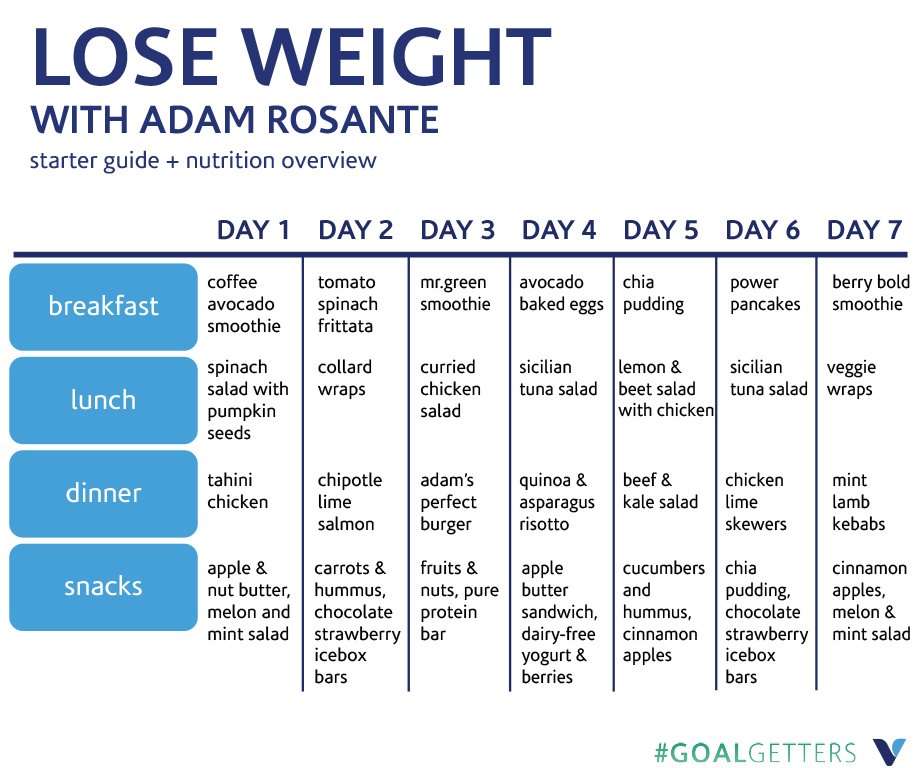 LOSE WEIGHT
WITH ADAM ROSANTE
starter guide + nutrition overview
DAY 1 DAY 2 DAY 3 DAY 4 DAY 5 DAY 6 DAY 7
breakfast
coffee
avocado
smoothie
tomato
spinach
frittata
mr.green
smoothie
avocado
baked eggs
chia
pudding
power
pancakes
berry bold
smoothie
lunch
spinach
salad with
pumpkin
seeds
collard
wraps
curried
chicken
salad
sicilian
tuna salad
lemon &
beet salad
with chicken
sicilian
tuna salad
veggie
wraps
dinner
tahini
chicken
chipotle
lime
salmon
adam's
perfect
burger
quinoa &
asparagus
risotto
beef &
kale salad
chicken
lime
skewers
mint
lamb
kebabs
snacks
apple &
nut butter,
melon and
mint salad
carrots &
hummus,
chocolate
strawberry
icebox
bars
fruits &
nuts, pure
protein
bar
apple
butter
sandwich,
dairy-free
yogurt &
berries
cucumbers
and
hummus,
cinnamon
apples
chia
pudding,
chocolate
strawberry
icebox
bars
cinnamon
apples,
melon &
mint salad
#GOALGETTERS